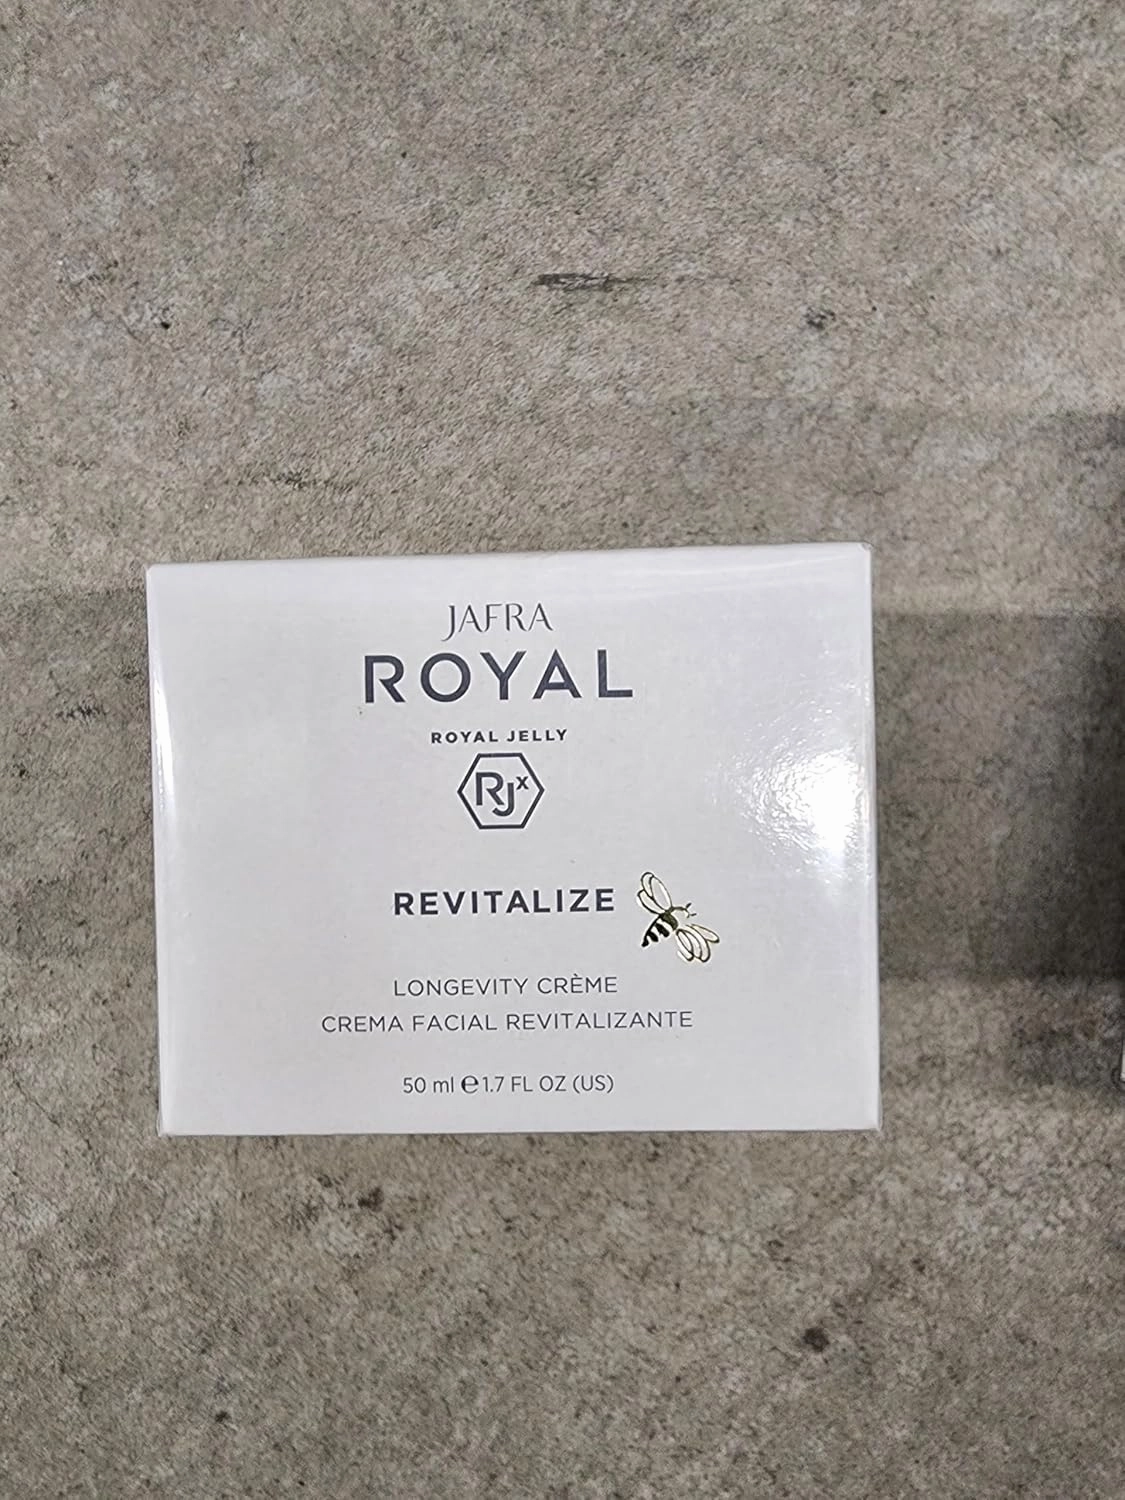 JAFRA
ROYAL
ROYAL JELLY
RJx
REVITALIZE
LONGEVITY CRÈME
CREMA FACIAL REVITALIZANTE
50 ml ℮ 1.7 FL OZ (US)